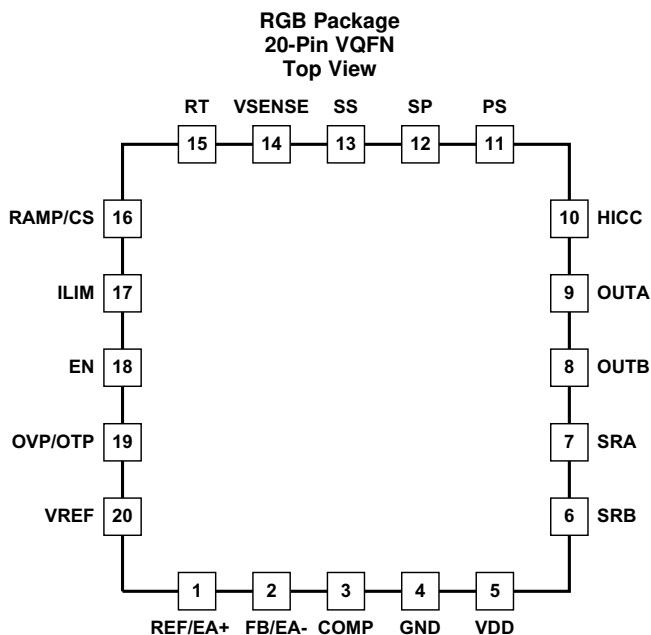 RGB Package
20-Pin VQFN
Top View
RT VSENSE SS SP PS
15 14 13 12 11
RAMP/CS 16 10 HICC
ILIM 17 9 OUTA
EN 18 8 OUTB
OVP/OTP 19 7 SRA
VREF 20 6 SRB
1 2 3 4 5
REF/EA+ FB/EA- COMP GND VDD